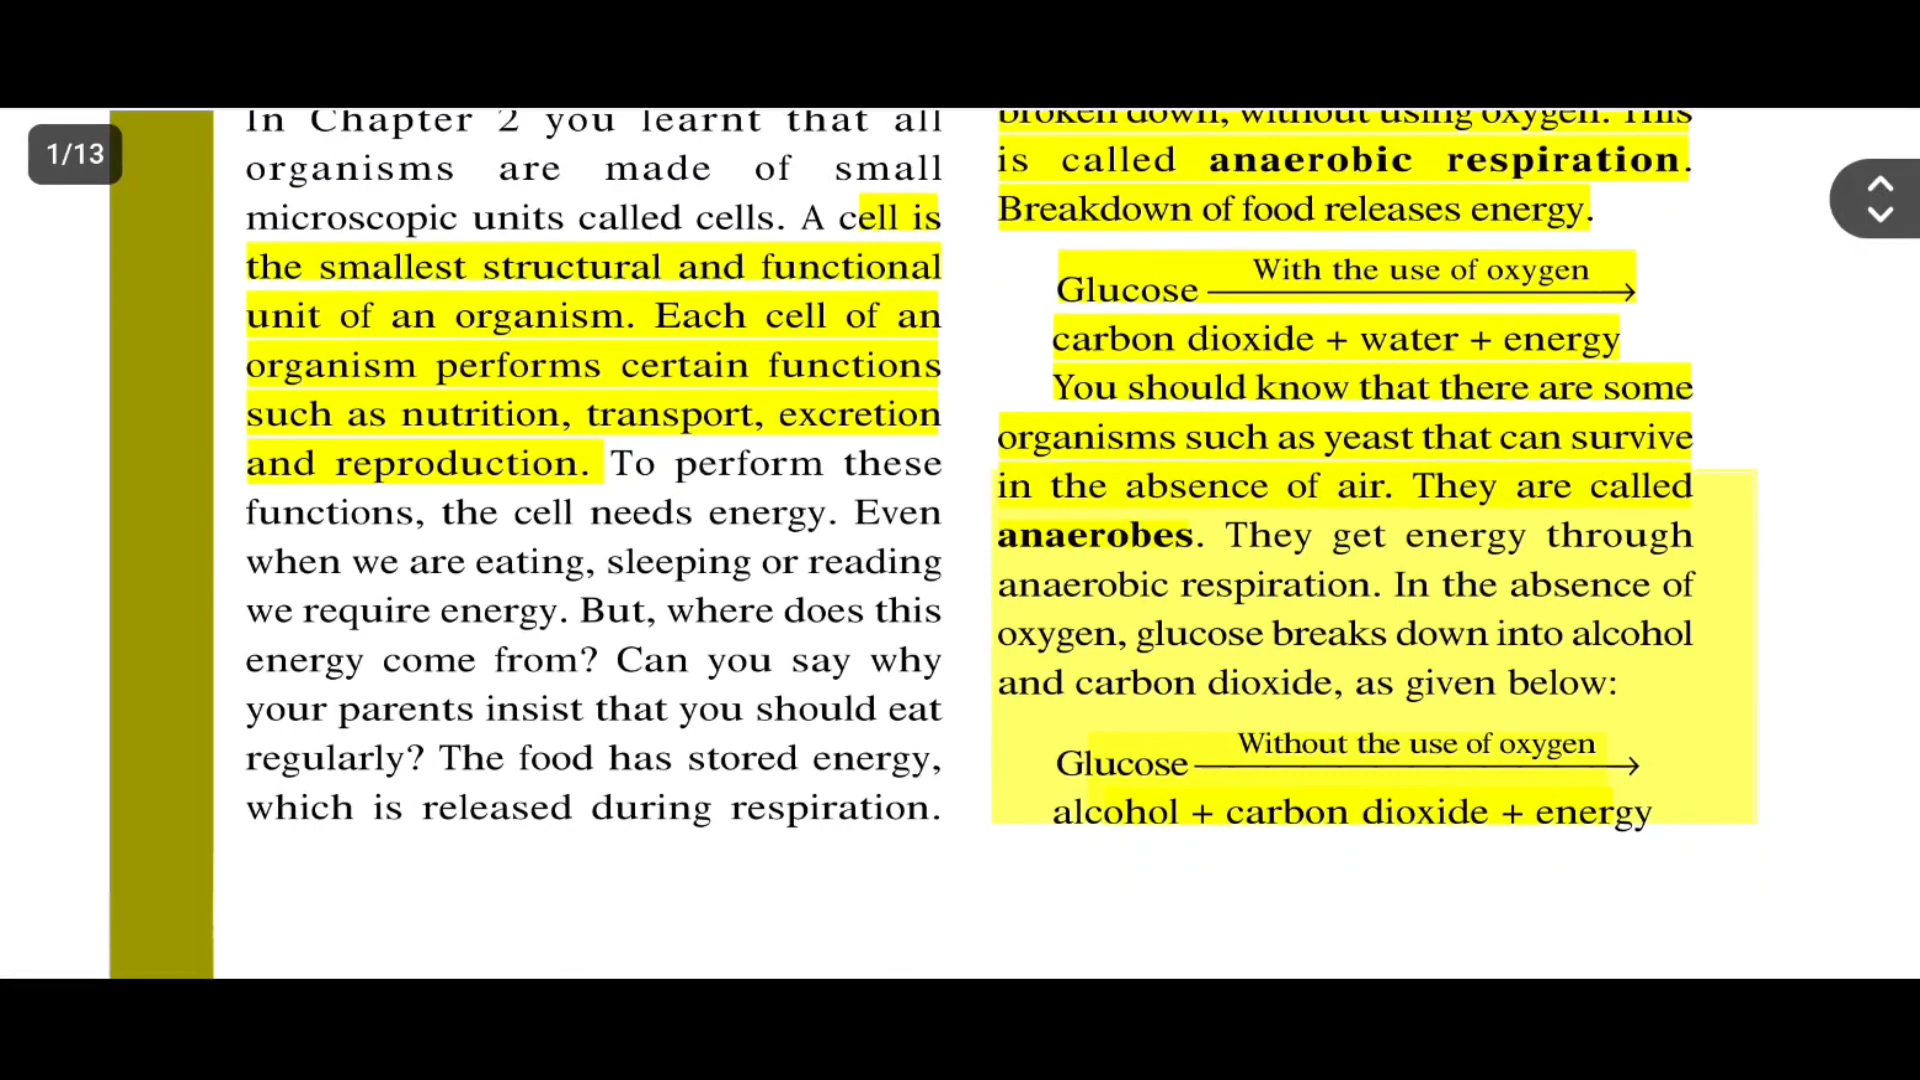 1/13
In Chapter 2 you learnt that all
organisms are made of small
microscopic units called cells. A cell is
the smallest structural and functional
unit of an organism. Each cell of an
organism performs certain functions
such as nutrition, transport, excretion
and reproduction. To perform these
functions, the cell needs energy. Even
when we are eating, sleeping or reading
we require energy. But, where does this
energy come from? Can you say why
your parents insist that you should eat
regularly? The food has stored energy,
which is released during respiration.
broken down, without using oxygen. This
is called anaerobic respiration.
Breakdown of food releases energy.
With the use of oxygen
Glucose
carbon dioxide + water + energy
You should know that there are some
organisms such as yeast that can survive
in the absence of air. They are called
anaerobes. They get energy through
anaerobic respiration. In the absence of
oxygen, glucose breaks down into alcohol
and carbon dioxide, as given below:
Without the use of oxygen
Glucose
alcohol + carbon dioxide + energy